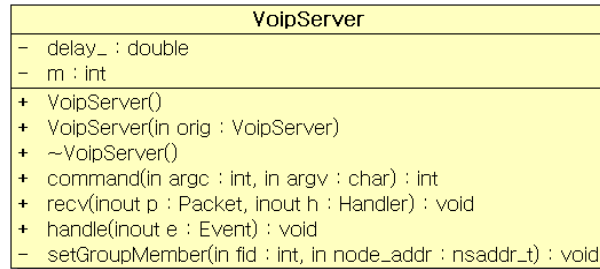 VoipServer
- delay_ : double
- m : int
+ VoipServer()
+ VoipServer(in orig : VoipServer)
+ ~VoipServer()
+ command(in argc : int, in argv : char) : int
+ recv(inout p : Packet, inout h : Handler) : void
+ handle(inout e : Event) : void
- setGroupMember(in fid : int, in node_addr : nsaddr_t) : void